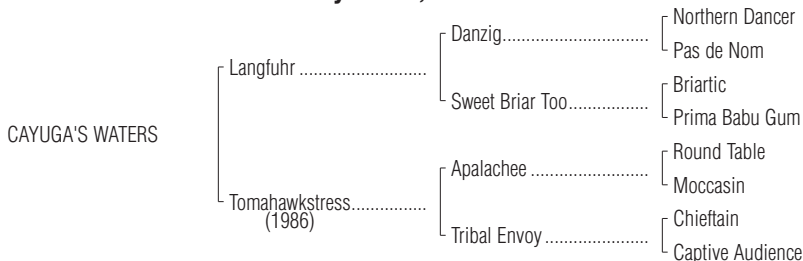 Northern Dancer
Danzig..................................
Pas de Nom
Langfuhr ............................
Briartic
Sweet Briar Too...................
Prima Babu Gum
CAYUGA'S WATERS
Round Table
Apalachee ...........................
Moccasin
Tomahawkstress.................
(1986)
Chieftain
Tribal Envoy ........................
Captive Audience